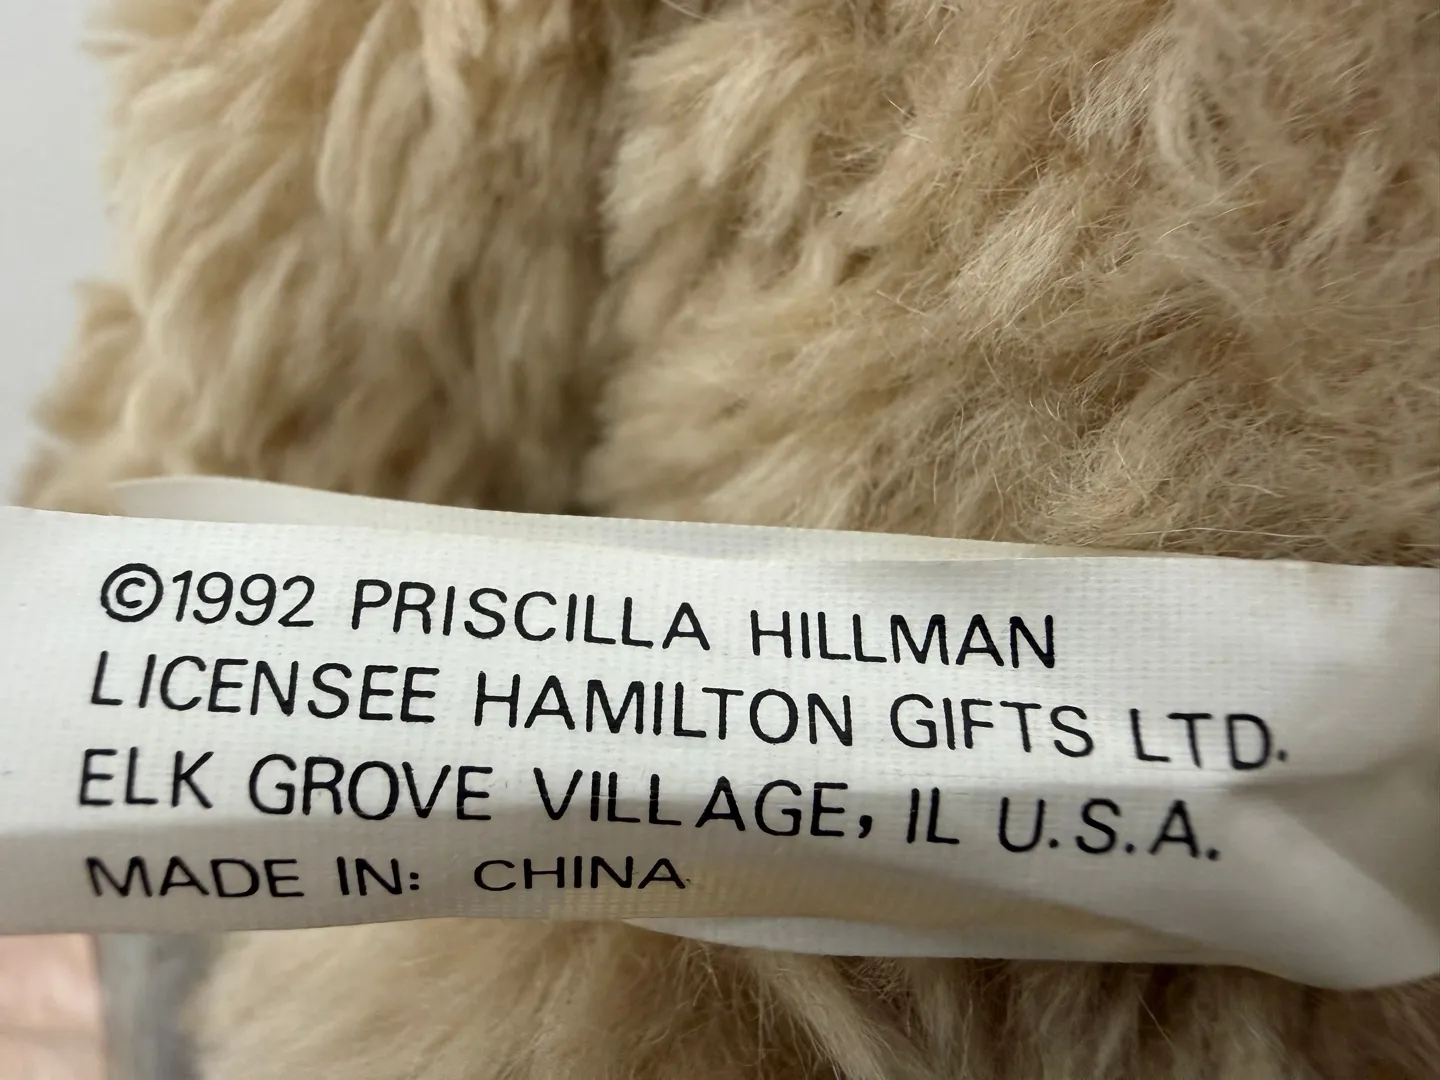 ©1992 PRISCILLA HILLMAN
LICENSEE HAMILTON GIFTS LTD.
ELK GROVE VILLAGE, IL U.S.A.
MADE IN: CHINA